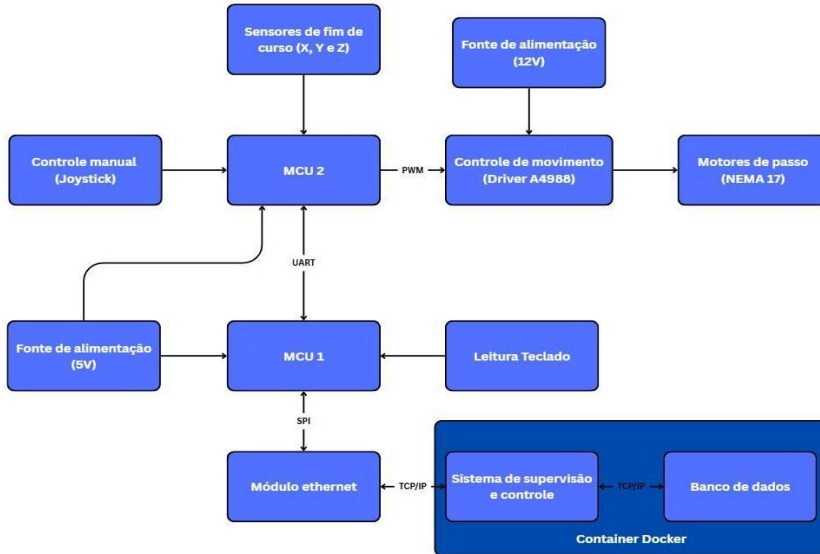 Sensores de fim de
curso (X, Y e Z)
Fonte de alimentação
(12V)
Controle manual
(Joystick)
MCU 2
PWM
Controle de movimento
(Driver A4988)
Motores de passo
(NEMA 17)
UART
Fonte de alimentação
(5V)
MCU 1
Leitura Teclado
SPI
Módulo ethernet
TCP/IP
Sistema de supervisão
e controle
TCP/IP
Banco de dados
Container Docker